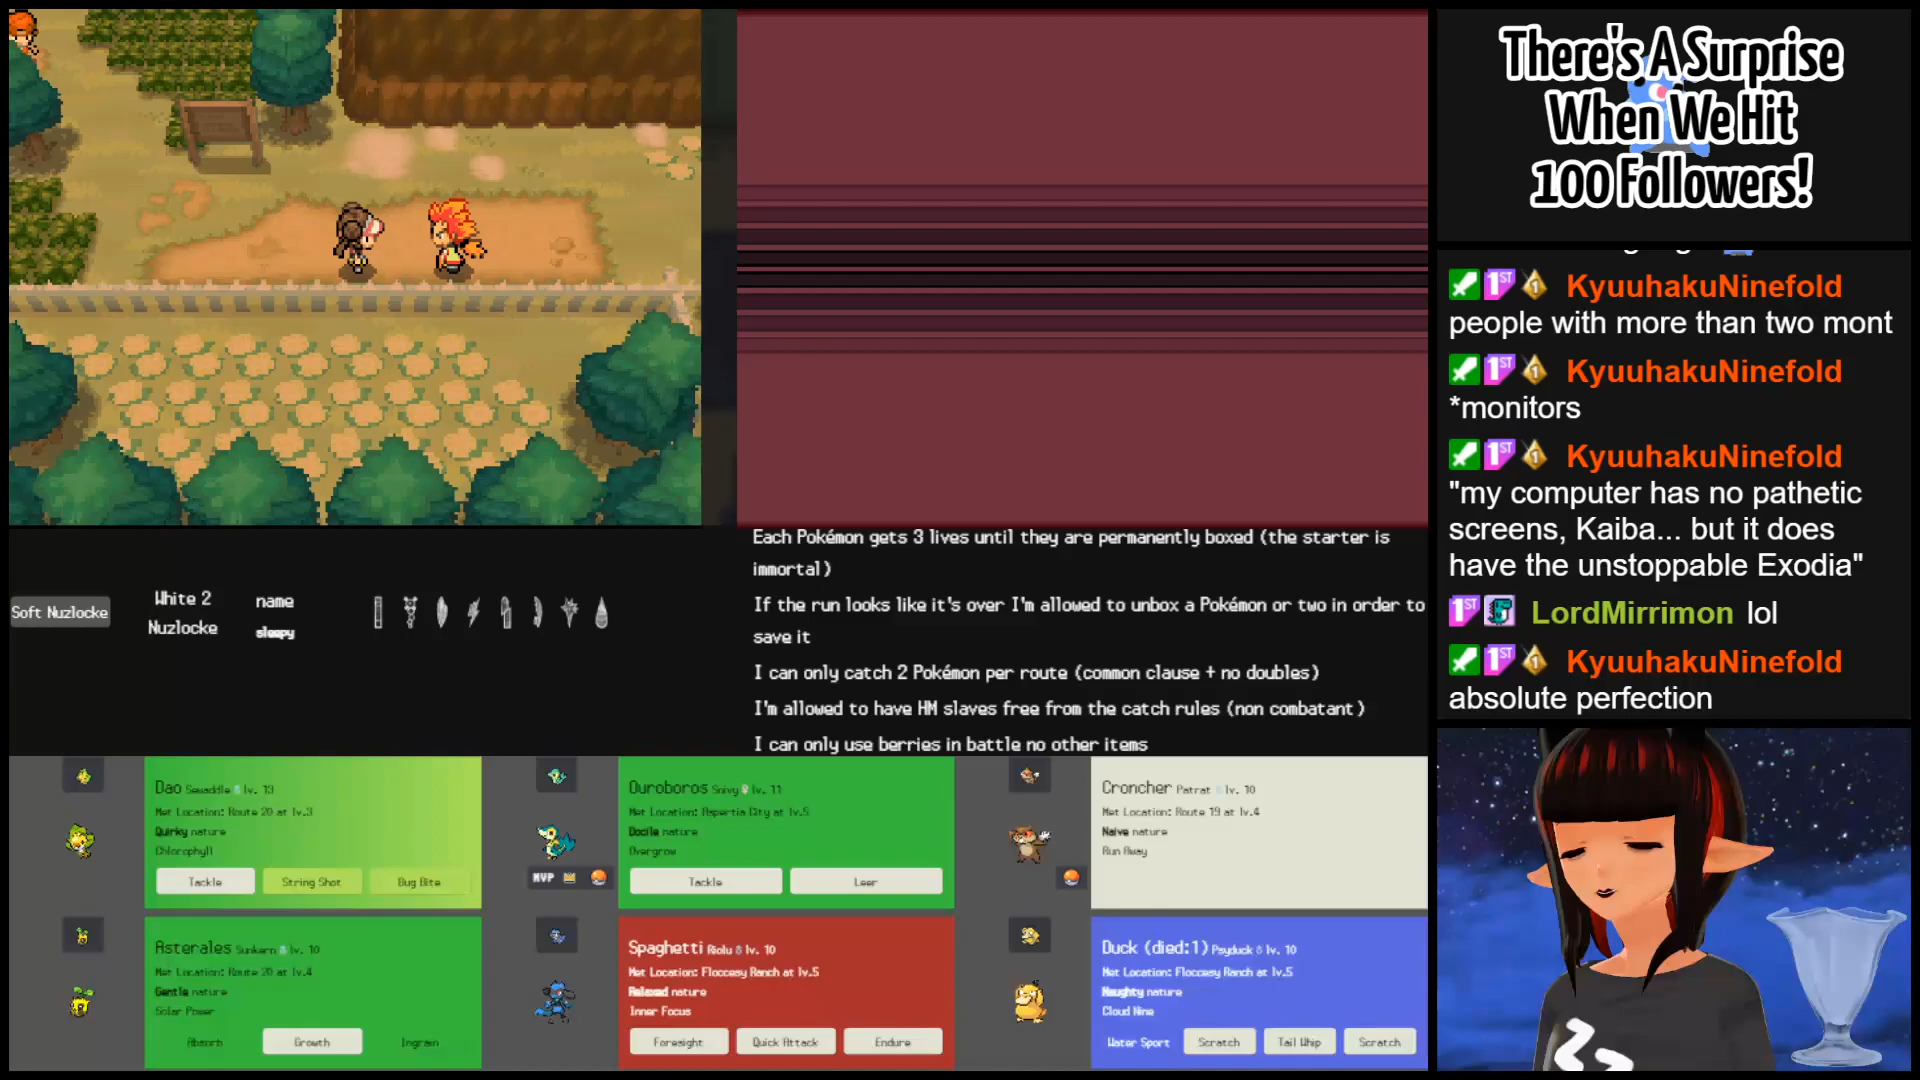 There's A Surprise
When We Hit
100 Followers!
KyuuhakuNinefold
people with more than two mont
KyuuhakuNinefold
*monitors
KyuuhakuNinefold
"my computer has no pathetic
screens, Kaiba... but it does
have the unstoppable Exodia"
LordMirrimon lol
KyuuhakuNinefold
absolute perfection
Each Pokémon gets 3 lives until they are permanently boxed (the starter is
immortal)
If the run looks like it's over I'm allowed to unbox a Pokémon or two in order to
save it
I can only catch 2 Pokémon per route (common clause + no doubles)
I'm allowed to have HM slaves free from the catch rules (non combatant)
I can only use berries in battle no other items
Soft Nuzlocke
White 2
Nuzlocke
name
sleepy
Dao Sewaddle lv. 13
Met Location: Route 20 at lv.3
Quirky nature
Chlorophyll
Tackle
String Shot
Bug Bite
MVP
Ouroboros Snivy lv. 11
Met Location: Aspertia City at lv.5
Docile nature
Overgrow
Tackle
Leer
Croncher Patrat lv. 10
Met Location: Route 19 at lv.4
Naive nature
Run Away
Asterales Sunkern lv. 10
Met Location: Route 20 at lv.4
Gentle nature
Solar Power
Absorb
Growth
Ingrain
Spaghetti Riolu lv. 10
Met Location: Floccesy Ranch at lv.5
Relaxed nature
Inner Focus
Foresight
Quick Attack
Endure
Duck (died:1) Psyduck lv. 10
Met Location: Floccesy Ranch at lv.5
Naughty nature
Cloud Nine
Water Sport
Scratch
Tail Whip
Scratch